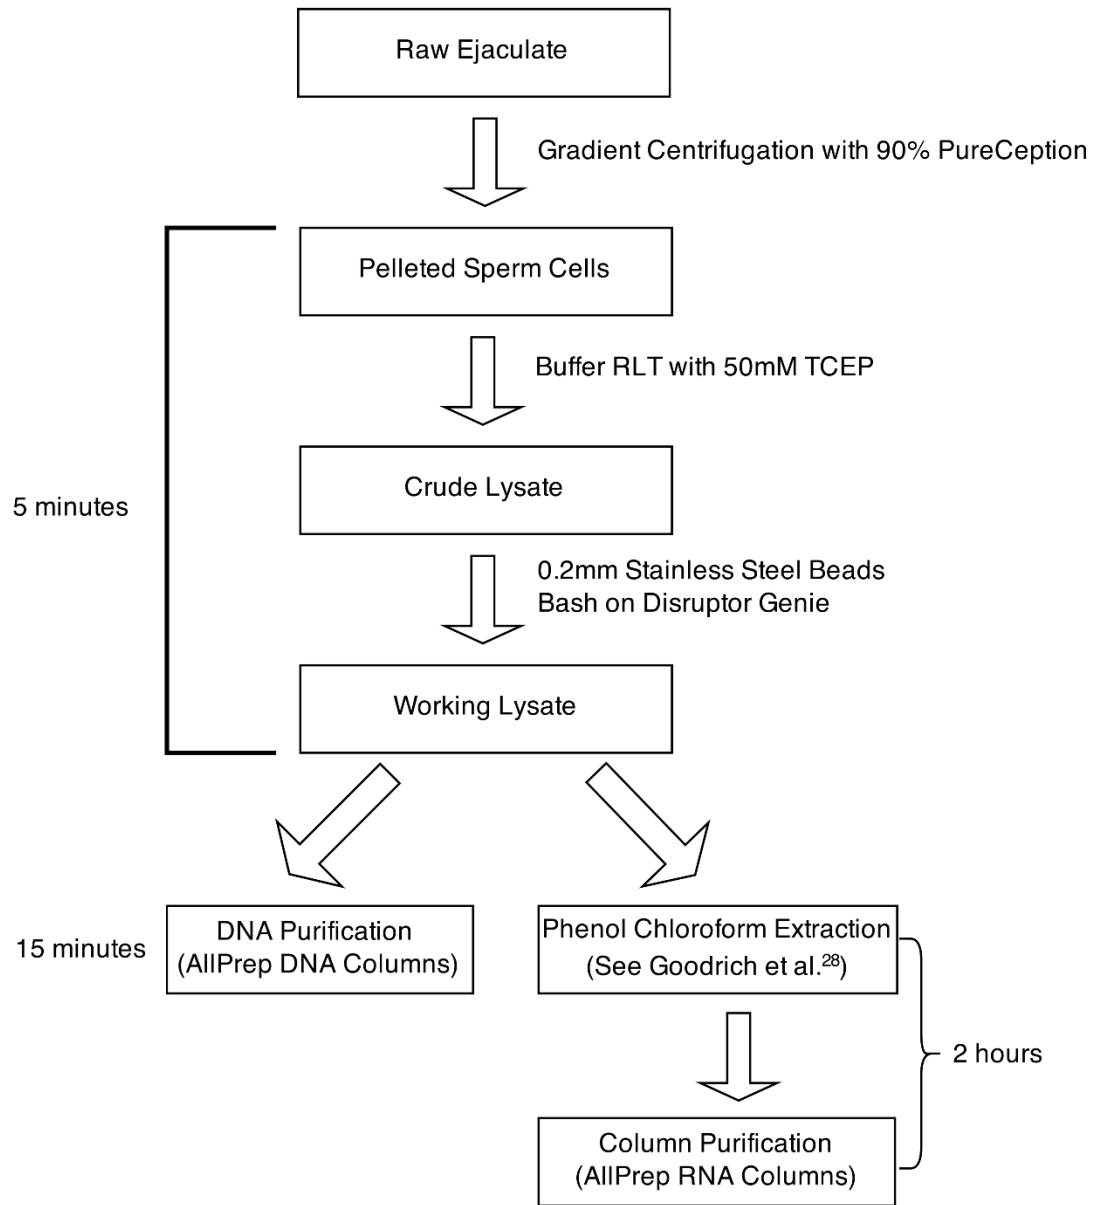 Raw Ejaculate
Gradient Centrifugation with 90% PureCeption
Pelleted Sperm Cells
Buffer RLT with 50mM TCEP
Crude Lysate
5 minutes
0.2mm Stainless Steel Beads
Bash on Disruptor Genie
Working Lysate
15 minutes
DNA Purification
(AllPrep DNA Columns)
Phenol Chloroform Extraction
(See Goodrich et al.²⁸)
2 hours
Column Purification
(AllPrep RNA Columns)